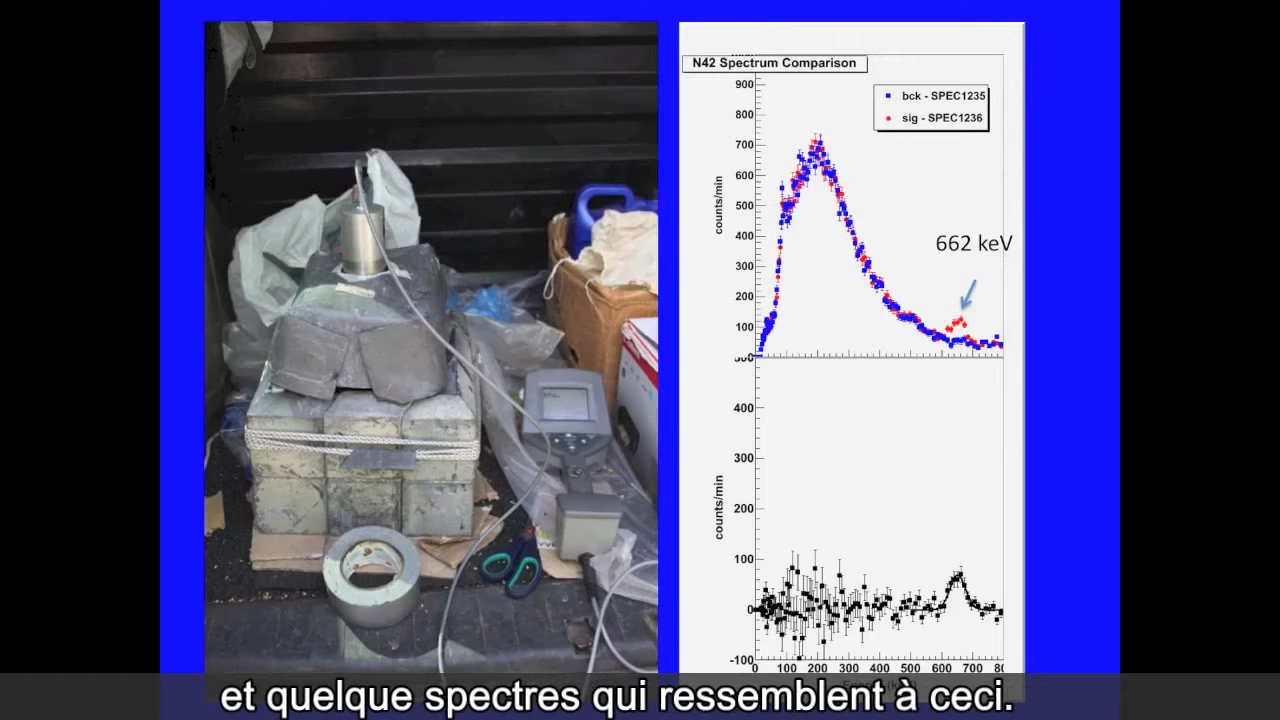 N42 Spectrum Comparison
bck - SPEC1235
sig - SPEC1236
662 keV
counts/min
900
800
700
600
500
400
300
200
100
counts/min
400
300
200
100
0
-100
0 100 200 300 400 500 600 700
et quelque spectres qui ressemblent à ceci.